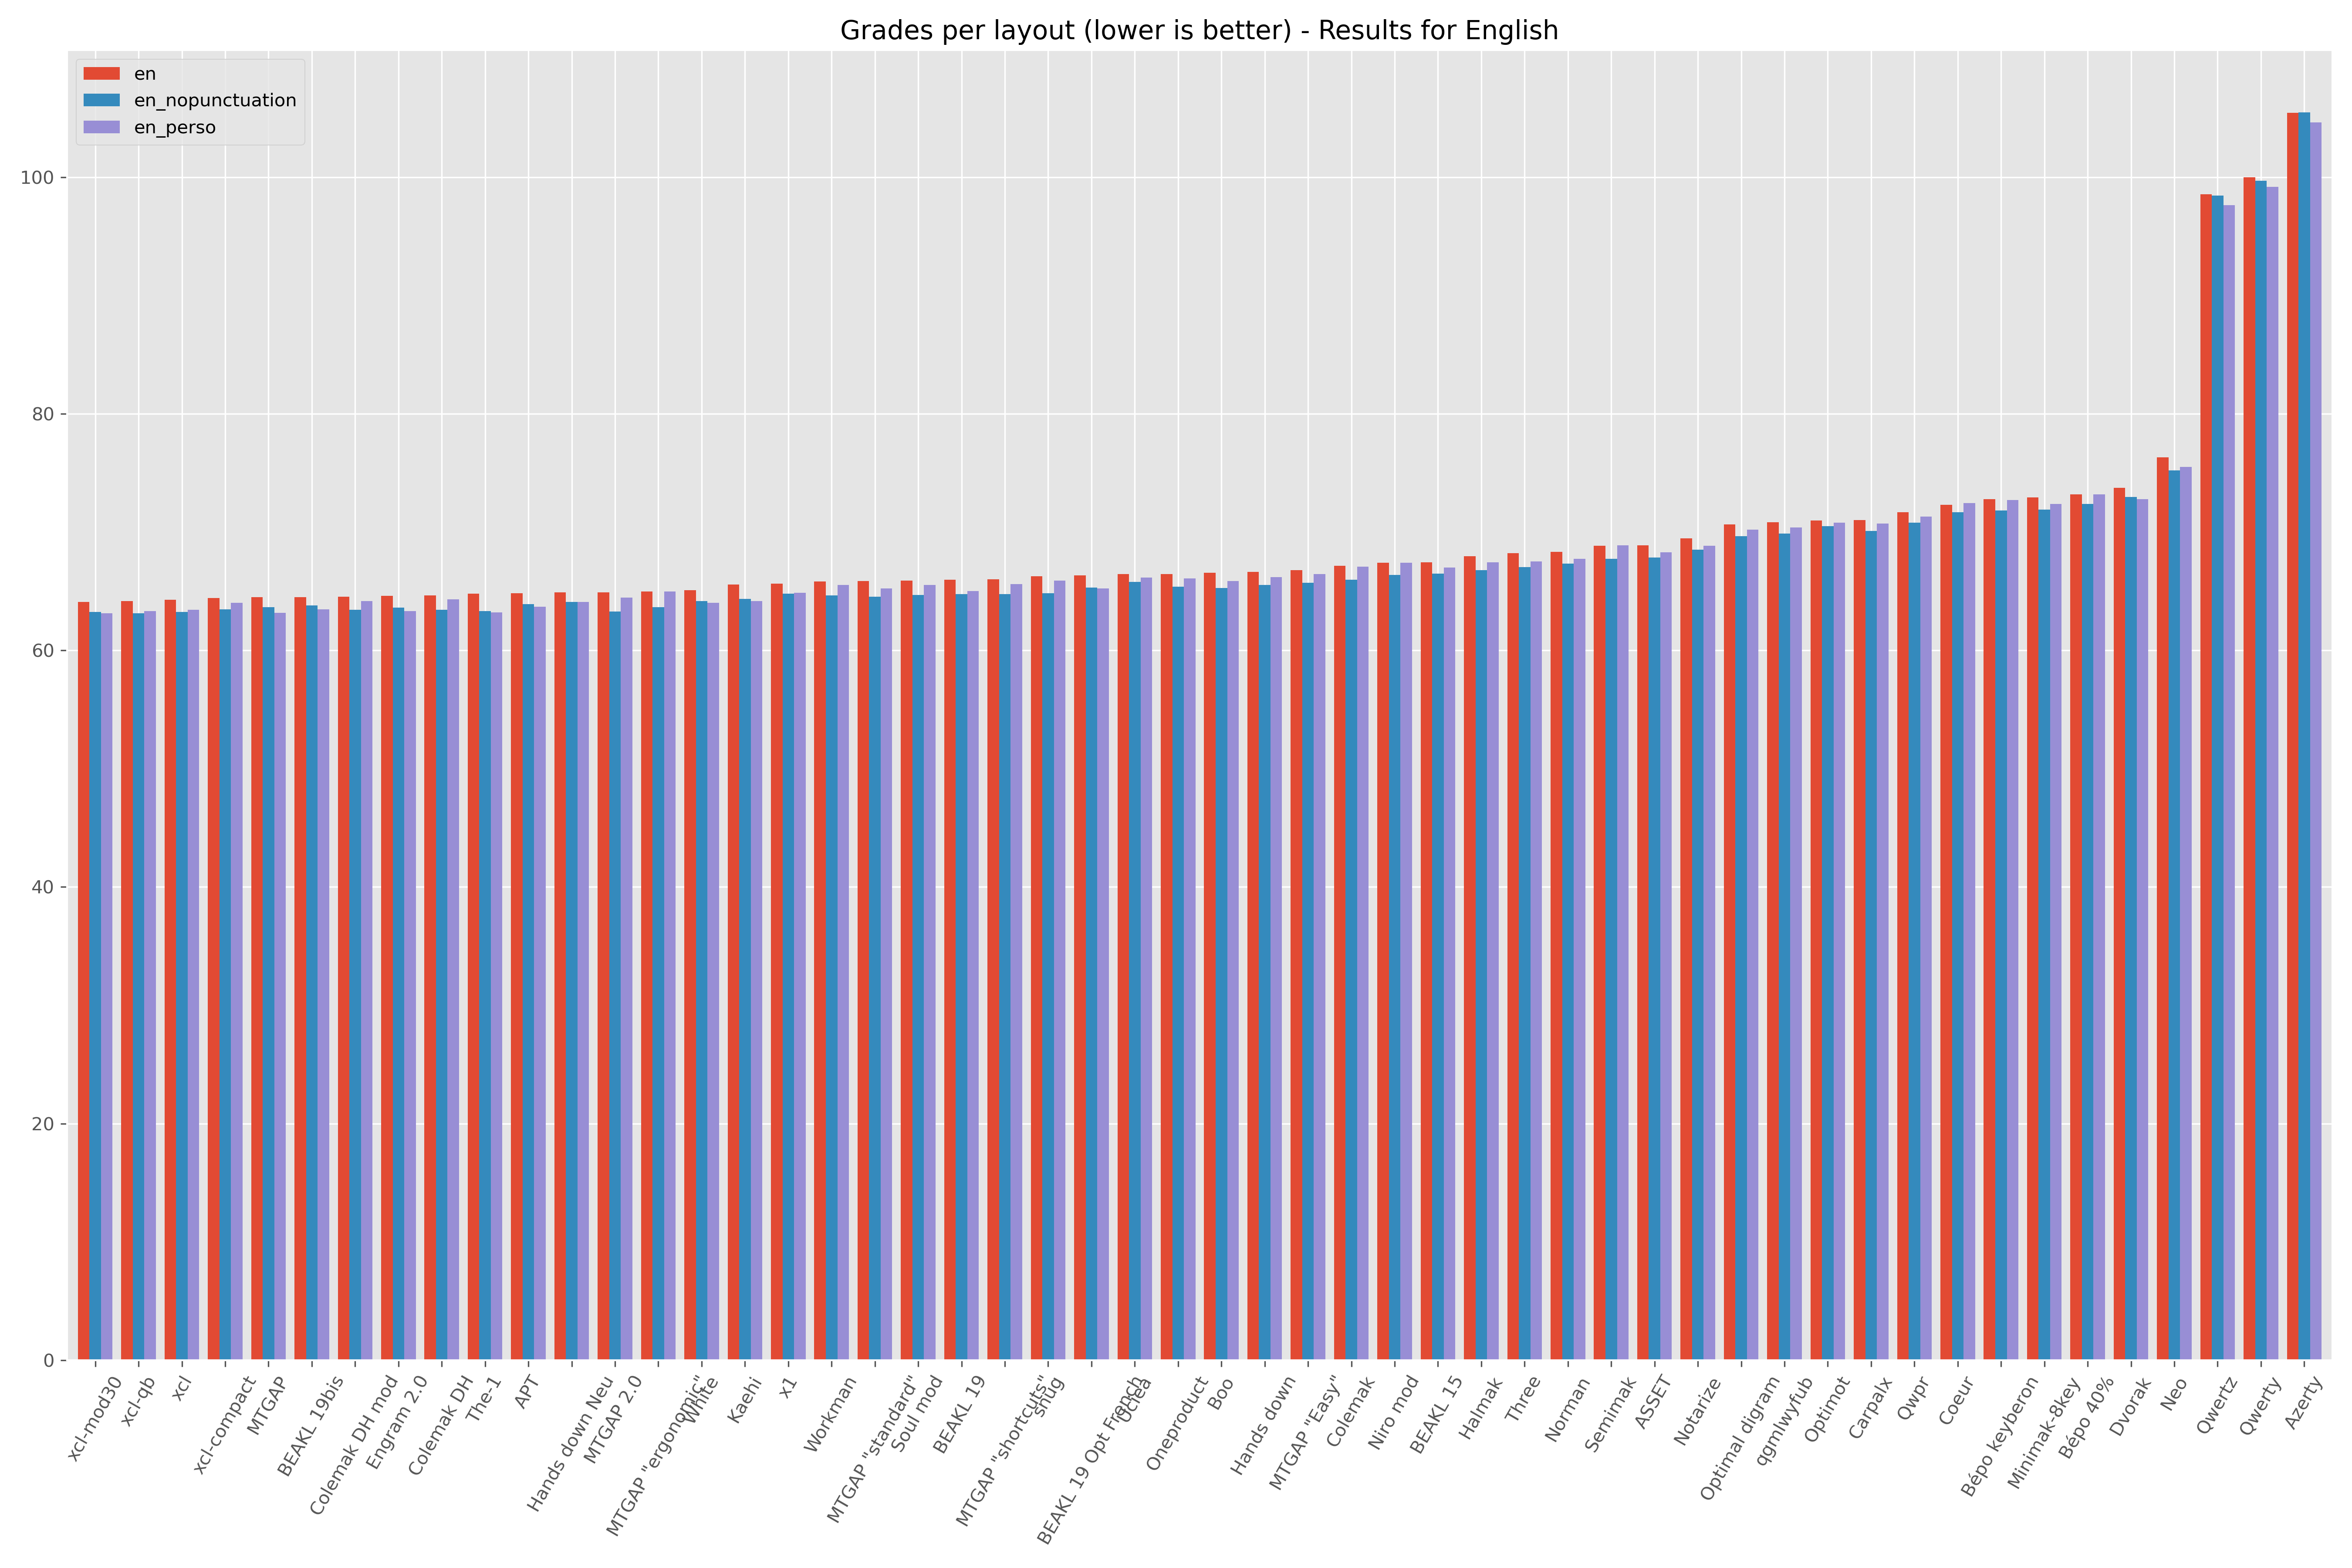 Grades per layout (lower is better) - Results for English
en
en_nopunctuation
en_perso
100
80
60
40
20
0
xcl-mod30
xcl-qb
xcl
xcl-compact
MTGAP
BEAKL 19bis
Colemak DH mod
Engram 2.0
Colemak DH
The-1
APT
Hands down Neu
MTGAP 2.0
MTGAP "ergonomic"
White
Kaehi
x1
Workman
MTGAP "standard"
Soul mod
BEAKL 19
MTGAP "shortcuts"
snug
BEAKL 19 Opt French
Uciea
Oneproduct
Boo
Hands down
MTGAP "Easy"
Colemak
Niro mod
BEAKL 15
Halmak
Three
Norman
Semimak
ASSET
Notarize
Optimal digram
qgmlwyfub
Optimot
Carpalx
Qwpr
Coeur
Bépo keyberon
Minimak-8key
Bépo 40%
Dvorak
Neo
Qwertz
Qwerty
Azerty